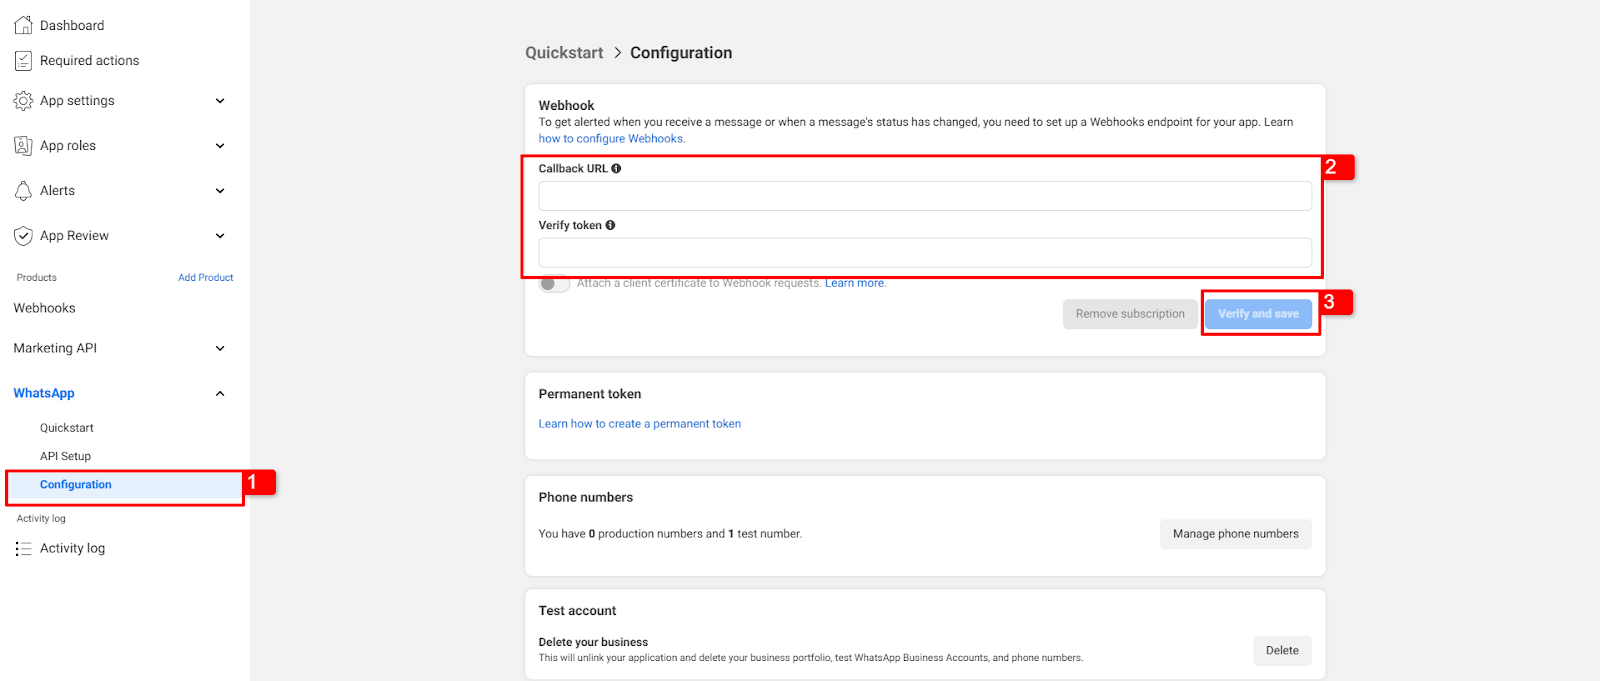 Dashboard
Required actions
App settings
App roles
Alerts
App Review
Products
Add Product
Webhooks
Marketing API
WhatsApp
Quickstart
API Setup
Configuration
1
Activity log
Activity log
Quickstart > Configuration
Webhook
To get alerted when you receive a message or when a message's status has changed, you need to set up a Webhooks endpoint for your app. Learn
how to configure Webhooks.
Callback URL
2
Verify token
Attach a client certificate to Webhook requests. Learn more.
Remove subscription
Verify and save
3
Permanent token
Learn how to create a permanent token
Phone numbers
You have 0 production numbers and 1 test number.
Manage phone numbers
Test account
Delete your business
This will unlink your application and delete your business portfolio, test WhatsApp Business Accounts, and phone numbers.
Delete